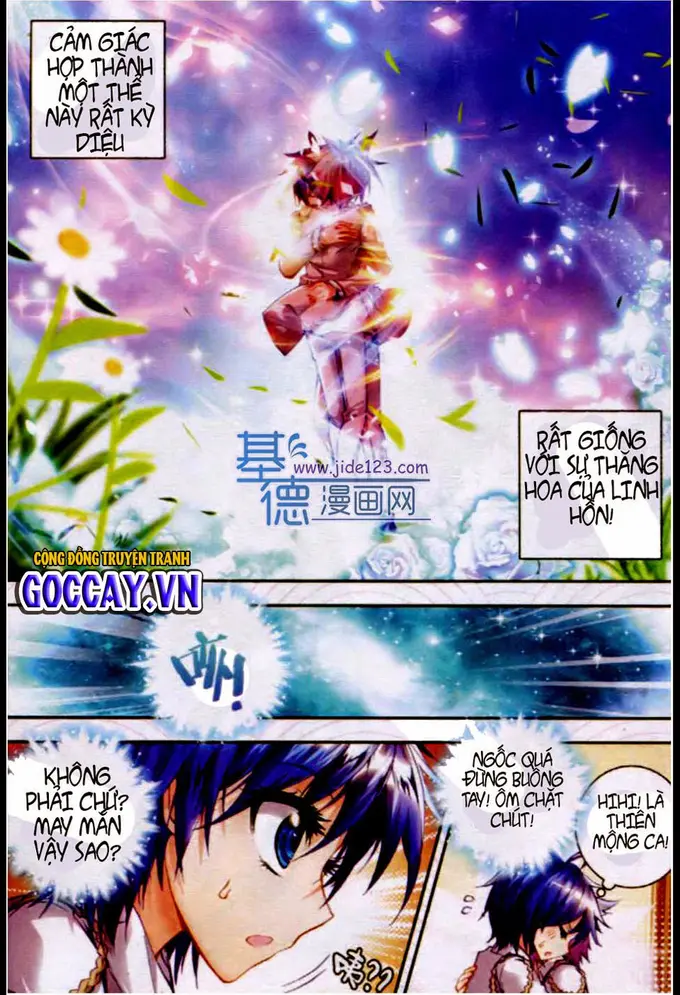 CẢM GIÁC
HỢP THÀNH
MỘT THỂ
NÀY RẤT KỲ
DIỆU
RẤT GIỐNG
VỚI SỰ THĂNG
HOA CỦA LINH
HỒN!
基德漫画网
www.jide123.com
CỘNG ĐỒNG TRUYỆN TRANH
GOCCAY.VN
KHÔNG
PHẢI CHỨ?
MAY MẮN
VẬY SAO?
NGỐC QUÁ
ĐỪNG BUÔNG
TAY! ÔM CHẶT
CHÚT!
HIHI! LÀ
THIÊN
MỘNG CA!